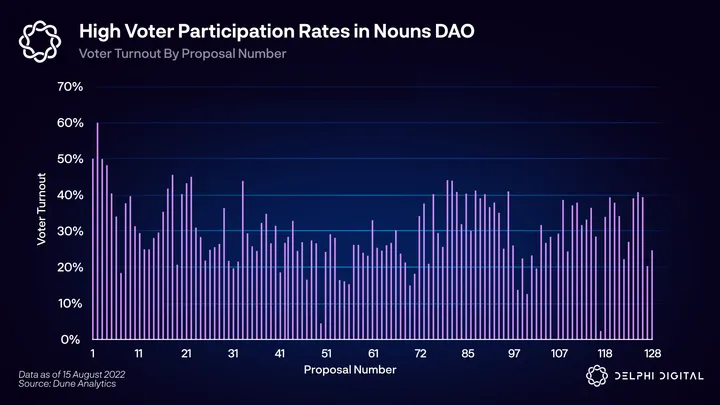 High Voter Participation Rates in Nouns DAO
Voter Turnout By Proposal Number
70%
60%
50%
40%
30%
20%
10%
0%
Voter Turnout
1 11 21 31 41 51 61 72 85 97 107 118 128
Proposal Number
Data as of 15 August 2022
Source: Dune Analytics
DELPHI DIGITAL